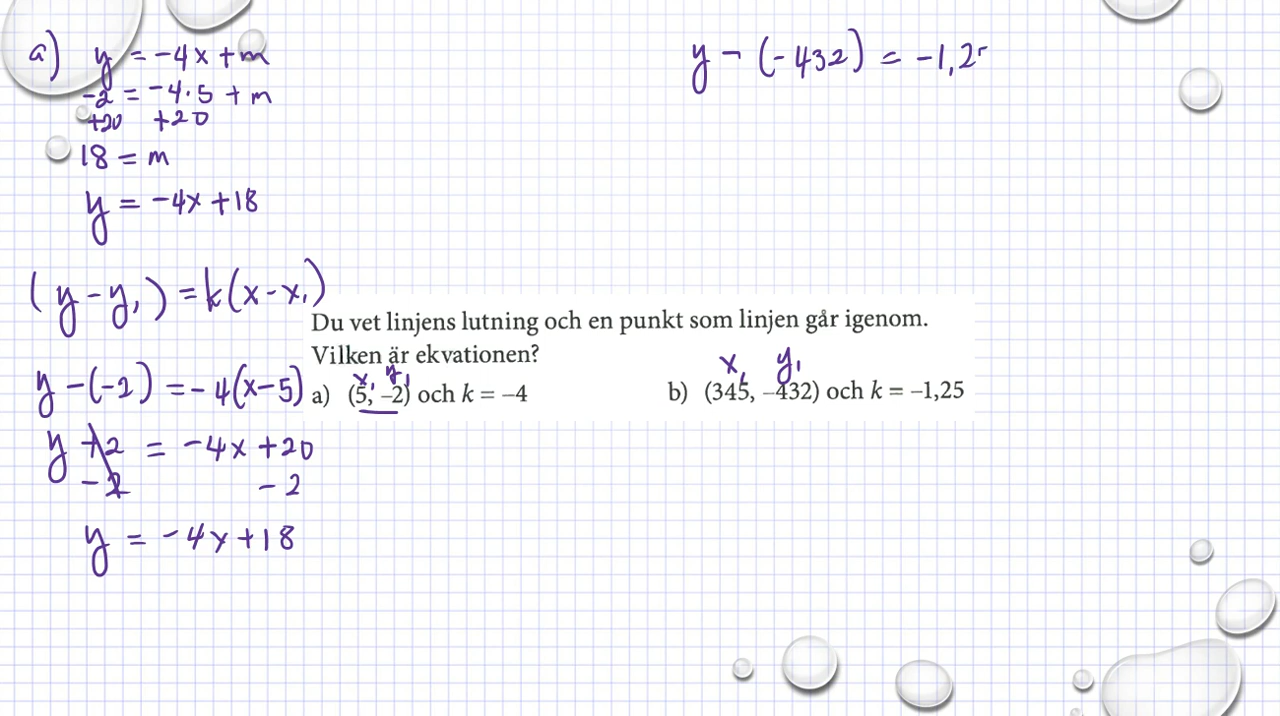 a) y = -4x + m
-2 = -4·5 + m
+20 +20
18 = m
y = -4x +18
(y - y₁) = k(x - x₁)
y -(-2) = -4(x-5)
y +2 = -4x +20
-2 -2
y = -4x +18
y - (-432) = -1,2
Du vet linjens lutning och en punkt som linjen går igenom.
Vilken är ekvationen?
x₁ y₁
a) (5, –2) och k = –4
x₁ y₁
b) (345, –432) och k = –1,25